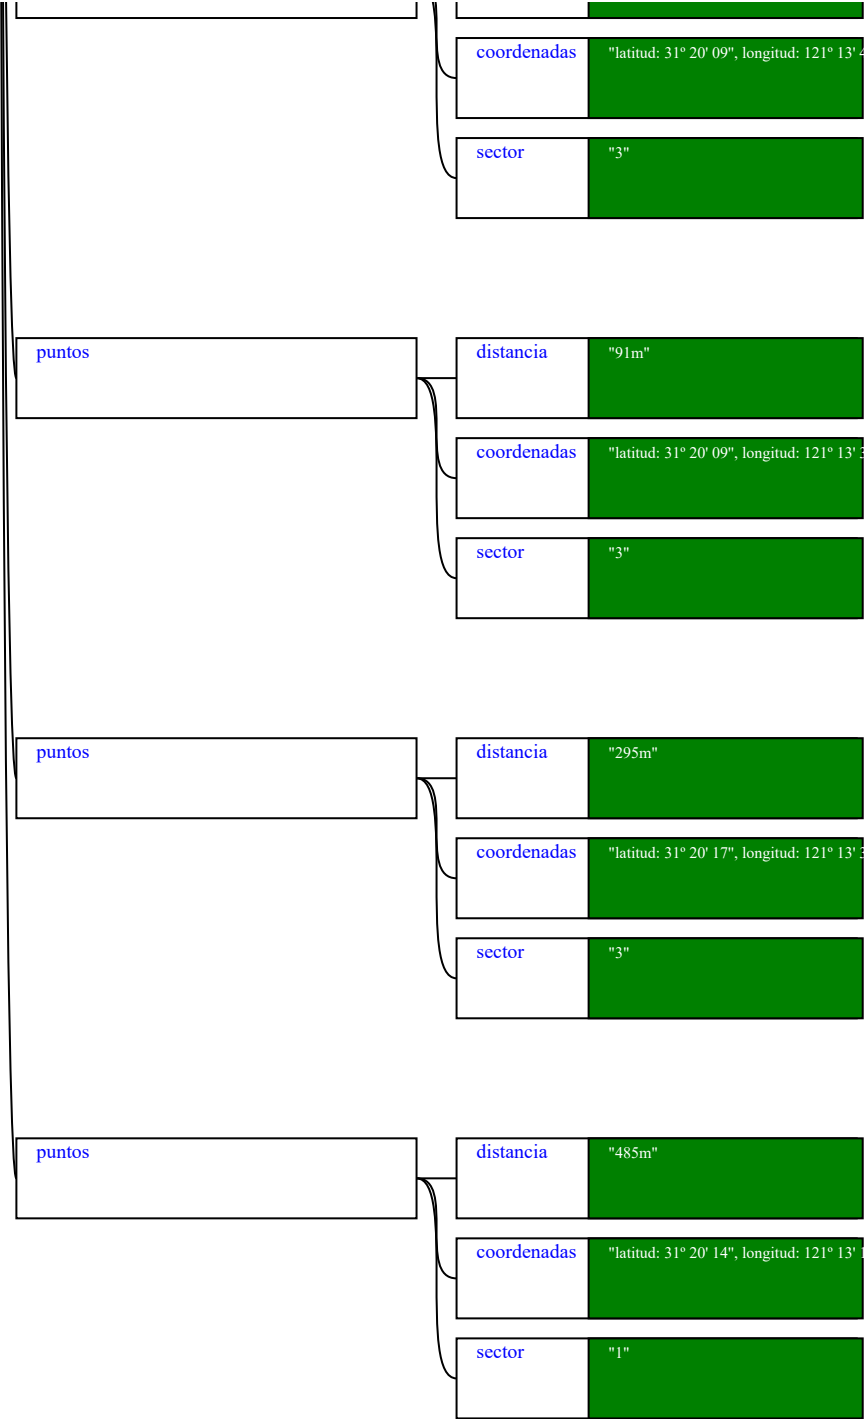 coordenadas "latitud: 31º 20' 09", longitud: 121º 13'
sector "3"
puntos distancia "91m"
coordenadas "latitud: 31º 20' 09", longitud: 121º 13'
sector "3"
puntos distancia "295m"
coordenadas "latitud: 31º 20' 17", longitud: 121º 13'
sector "3"
puntos distancia "485m"
coordenadas "latitud: 31º 20' 14", longitud: 121º 13'
sector "1"